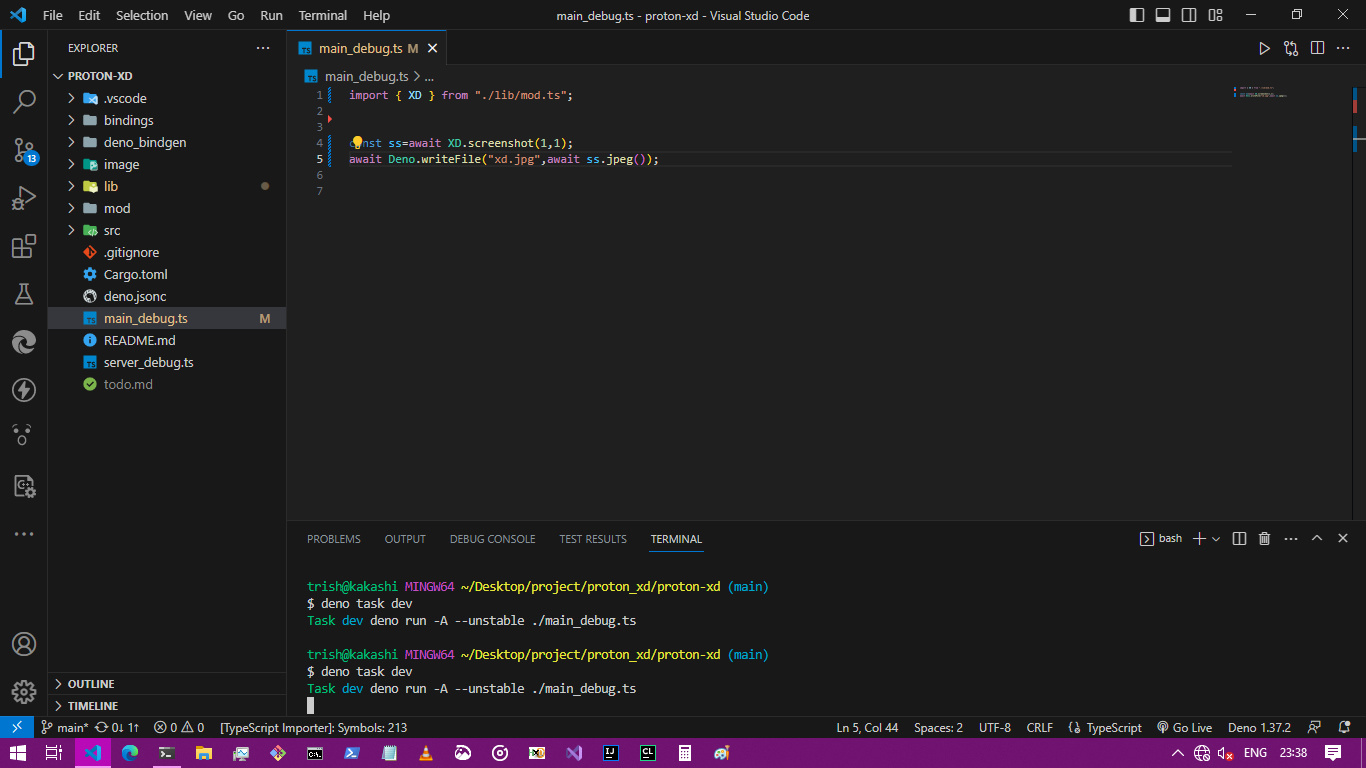 File Edit Selection View Go Run Terminal Help
main_debug.ts - proton-xd - Visual Studio Code
EXPLORER
PROTON-XD
.vscode
bindings
deno_bindgen
image
lib
mod
src
.gitignore
Cargo.toml
deno.jsonc
main_debug.ts M
README.md
server_debug.ts
todo.md
OUTLINE
TIMELINE
13
main_debug.ts M
main_debug.ts > ...
1 import { XD } from "./lib/mod.ts";
2
3
4 const ss=await XD.screenshot(1,1);
5 await Deno.writeFile("xd.jpg",await ss.jpeg());
6
7
PROBLEMS OUTPUT DEBUG CONSOLE TEST RESULTS TERMINAL
bash
trish@kakashi MINGW64 ~/Desktop/project/proton_xd/proton-xd (main)
$ deno task dev
Task dev deno run -A --unstable ./main_debug.ts
trish@kakashi MINGW64 ~/Desktop/project/proton_xd/proton-xd (main)
$ deno task dev
Task dev deno run -A --unstable ./main_debug.ts
main* 0↓ 1↑ 0 0 [TypeScript Importer]: Symbols: 213
Ln 5, Col 44 Spaces: 2 UTF-8 CRLF TypeScript Go Live Deno 1.37.2
ENG 23:38